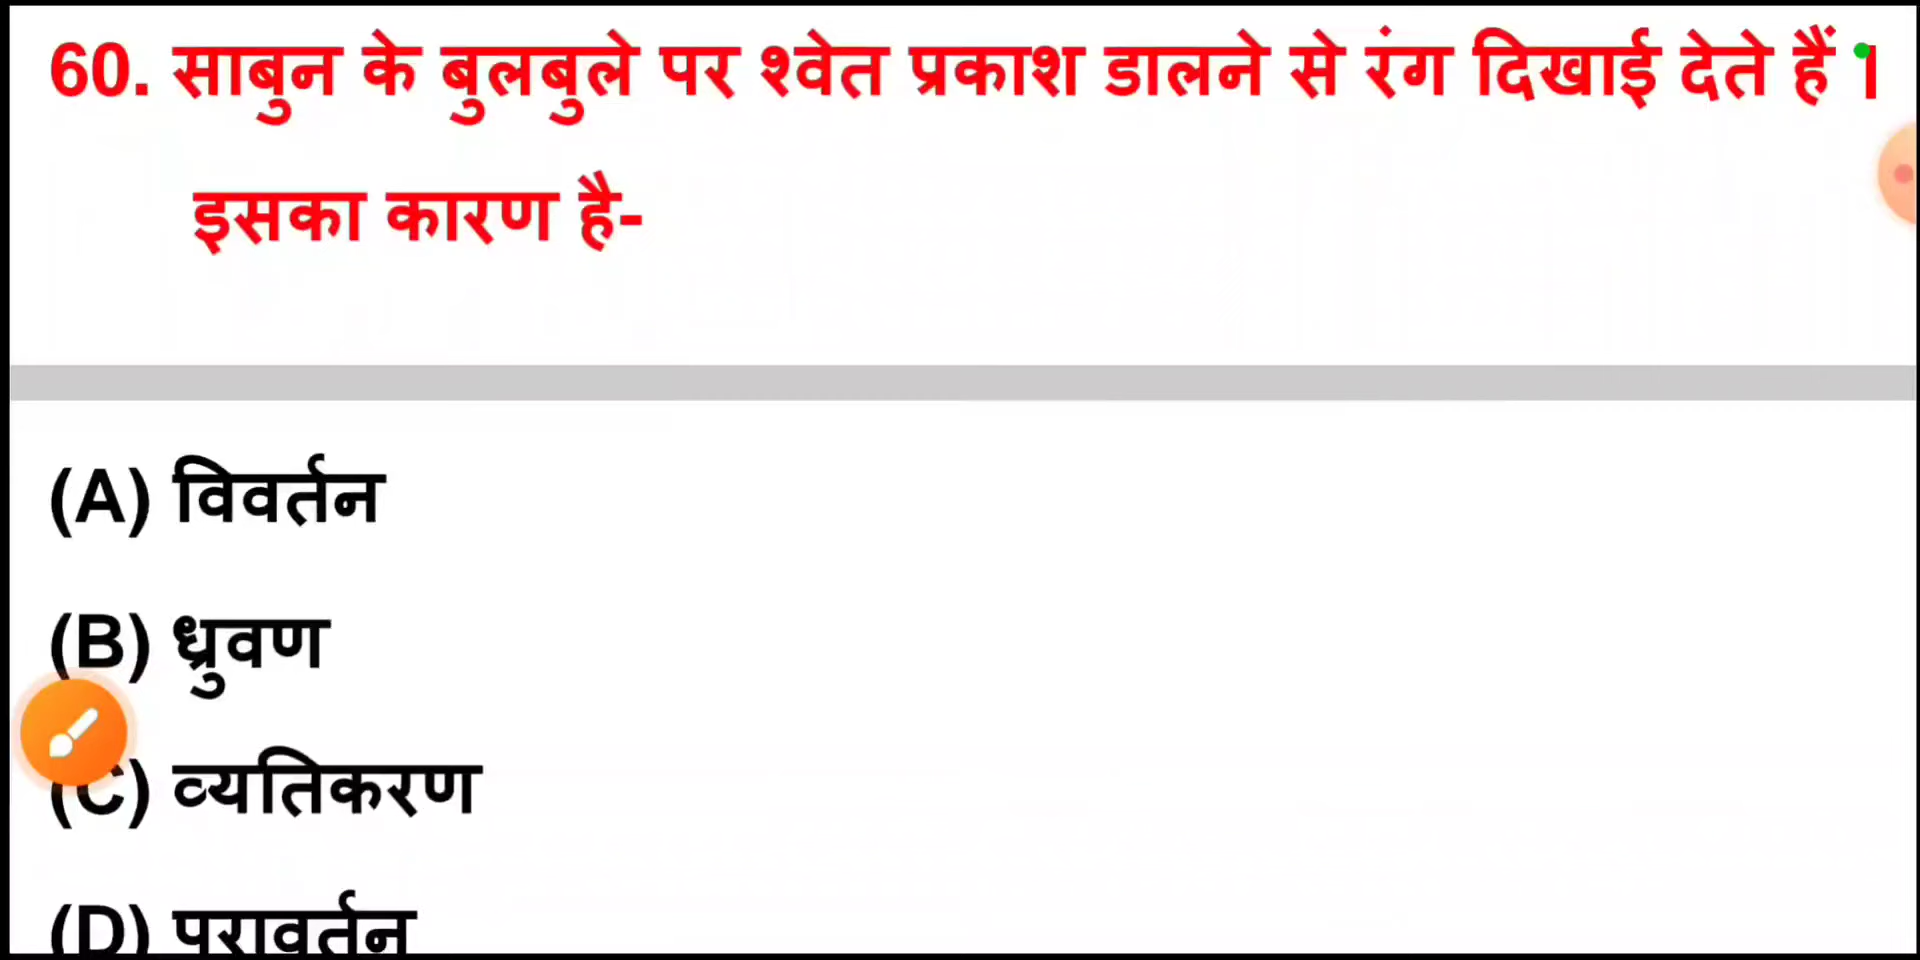 60. साबुन के बुलबुले पर श्वेत प्रकाश डालने से रंग दिखाई देते हैं।
इसका कारण है-
(A) विवर्तन
(B) ध्रुवण
(C) व्यतिकरण
(D) परावर्तन